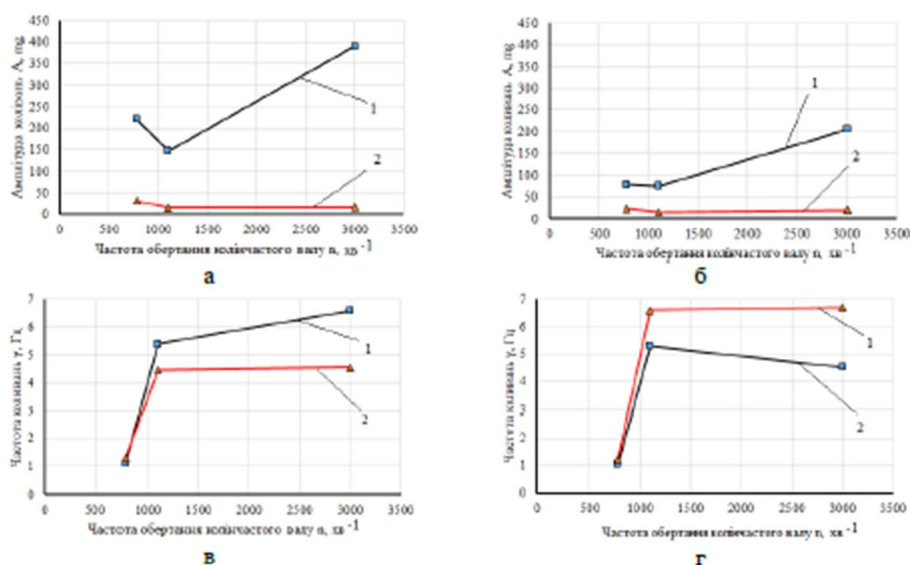 Амплітуда коливань A, mg
450
400
350
300
250
200
150
100
50
0
0 500 1000 1500 2000 2500 3000 3500
1
2
Частота обертання колінчастого валу n, хв -1
а
Амплітуда коливань A, mg
450
400
350
300
250
200
150
100
50
0
0 500 1000 1500 2000 2500 3000 3500
1
2
Частота обертання колінчастого валу n, хв -1
б
Частота коливань γ, Гц
7
6
5
4
3
2
1
0
0 500 1000 1500 2000 2500 3000 3500
1
2
Частота обертання колінчастого валу n, хв -1
в
Частота коливань γ, Гц
7
6
5
4
3
2
1
0
0 500 1000 1500 2000 2500 3000 3500
1
2
Частота обертання колінчастого валу n, хв -1
г